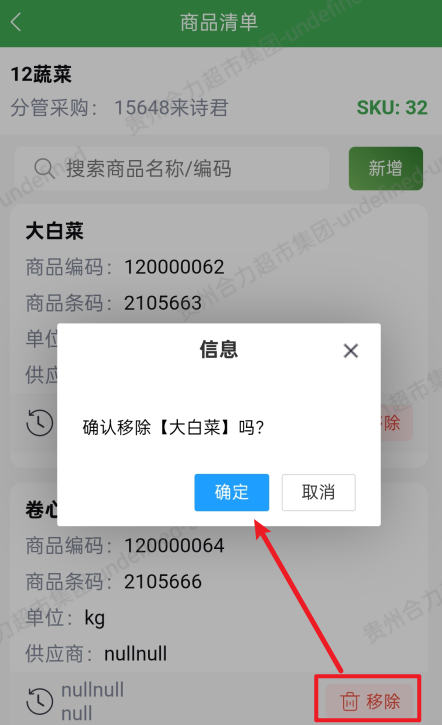 商品清单
12蔬菜
分管采购： 15648来诗君
SKU: 32
搜索商品名称/编码
新增
大白菜
商品编码：120000062
商品条码：2105663
单位
供应
移除
信息
确认移除【大白菜】吗?
确定
取消
卷心
商品编码：120000064
商品条码：2105666
单位：kg
供应商：nullnull
nullnull
null
移除
贵州合力超市集团-undefined